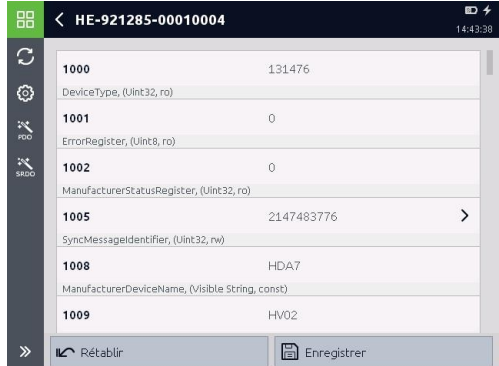 HE-921285-00010004
14:43:38
1000 131476
DeviceType, (Uint32, ro)
1001 0
ErrorRegister, (Uint8, ro)
PDO
1002 0
SRDO
ManufacturerStatusRegister, (Uint32, ro)
1005 2147483776
SyncMessageIdentifier, (Uint32, rw)
1008 HDA7
ManufacturerDeviceName, (Visible String, const)
1009 HV02
Rétablir Enregistrer